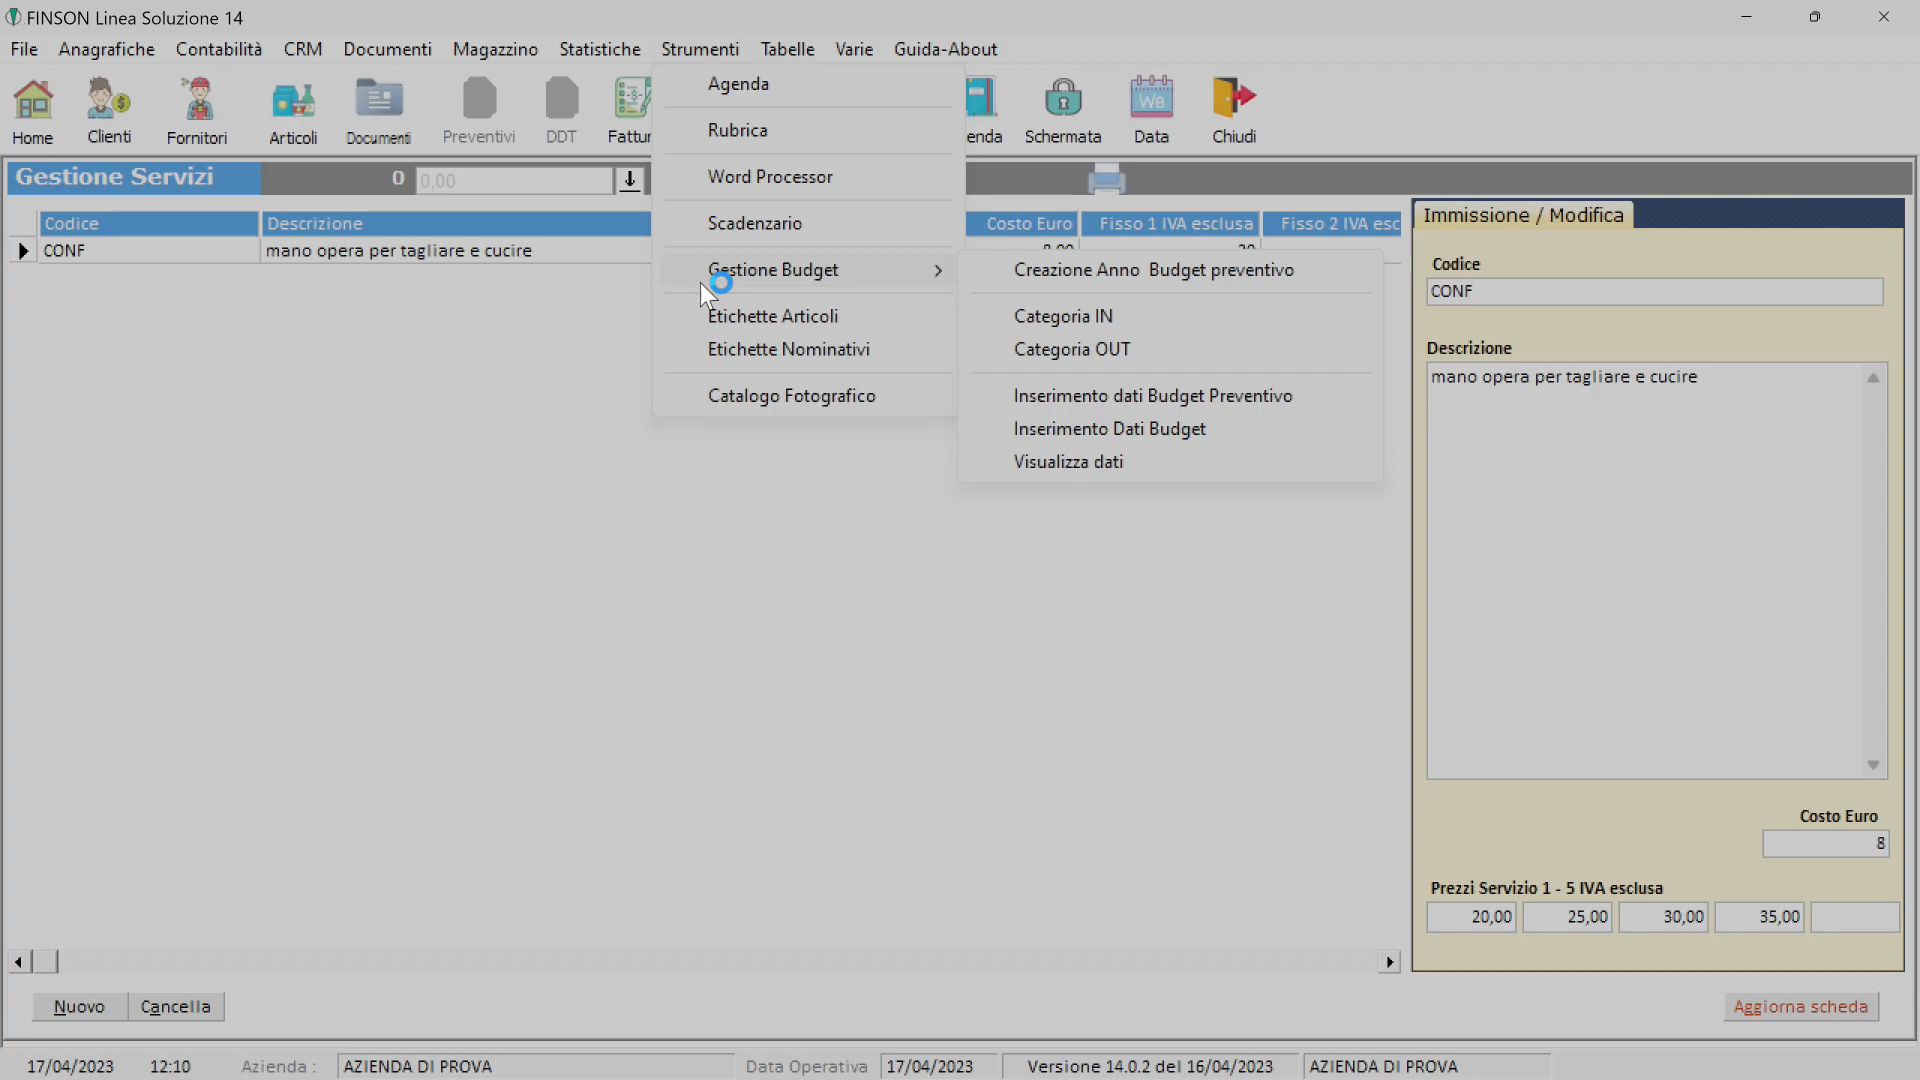 FINSON Linea Soluzione 14
File Anagrafiche Contabilità CRM Documenti Magazzino Statistiche Strumenti Tabelle Varie Guida-About
Home Clienti Fornitori Articoli Documenti Preventivi DDT Fattur enda Schermata Data Chiudi
We
Agenda
Rubrica
Word Processor
Scadenzario
Gestione Budget
Etichette Articoli
Etichette Nominativi
Catalogo Fotografico
Creazione Anno Budget preventivo
Categoria IN
Categoria OUT
Inserimento dati Budget Preventivo
Inserimento Dati Budget
Visualizza dati
Gestione Servizi 0 0,00
Codice Descrizione Costo Euro Fisso 1 IVA esclusa Fisso 2 IVA esc
CONF mano opera per tagliare e cucire 8,00 20
Immissione / Modifica
Codice
CONF
Descrizione
mano opera per tagliare e cucire
Costo Euro
8
Prezzi Servizio 1 - 5 IVA esclusa
20,00 25,00 30,00 35,00
Nuovo Cancella Aggiorna scheda
17/04/2023 12:10 Azienda : AZIENDA DI PROVA Data Operativa 17/04/2023 Versione 14.0.2 del 16/04/2023 AZIENDA DI PROVA